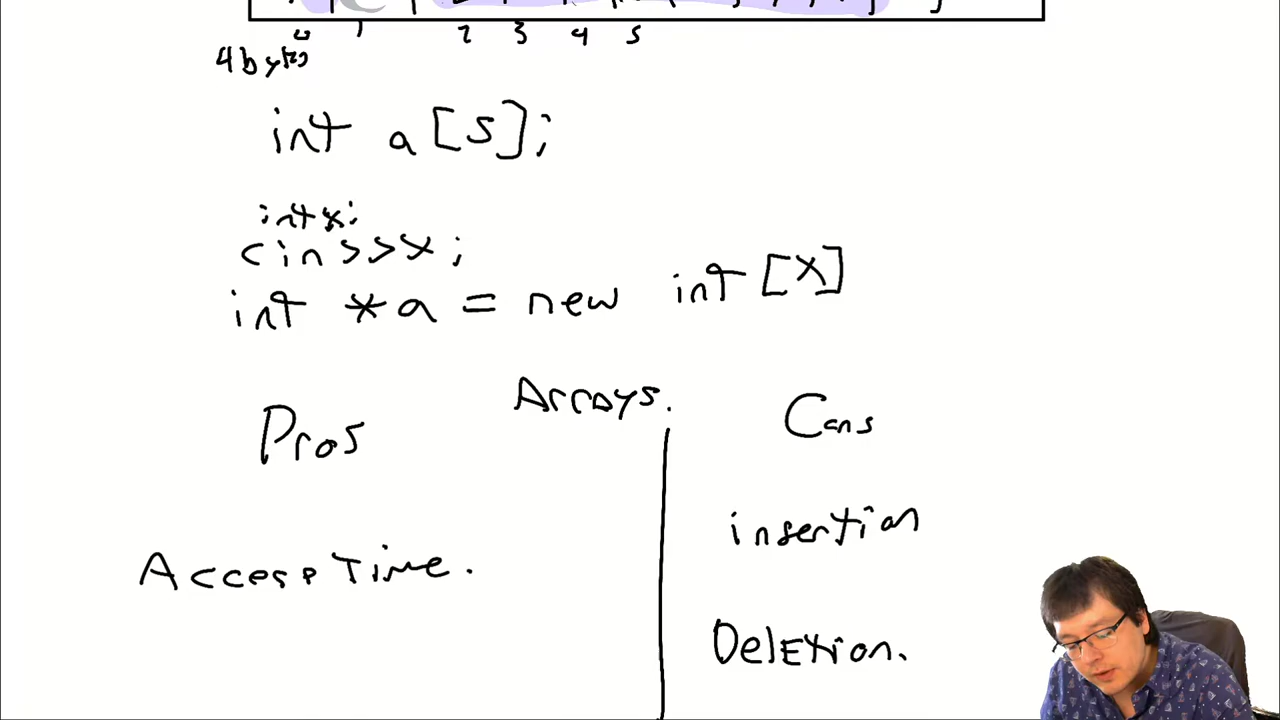 0 1 2 3 4 5
4 bytes
int a[5];
int x;
cin>>x;
int *a = new int [x]
Arrays.
Pros Cons
insertion
Access Time.
Deletion.